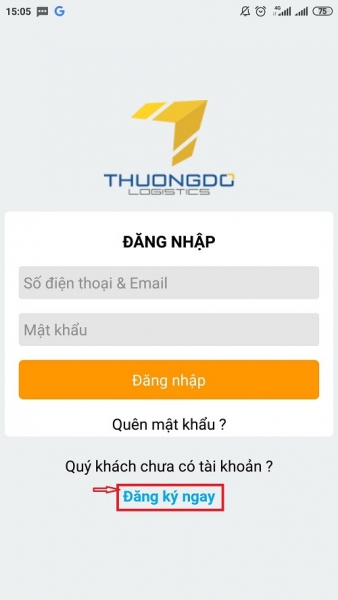 15:05
4G
75
THUONGDO
LOGISTICS
ĐĂNG NHẬP
Số điện thoại & Email
Mật khẩu
Đăng nhập
Quên mật khẩu ?
Quý khách chưa có tài khoản ?
Đăng ký ngay